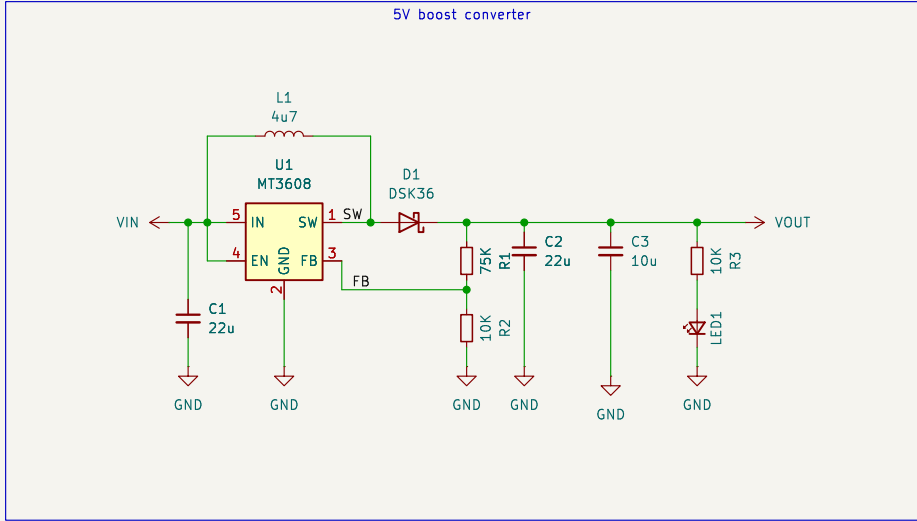 5V boost converter
L1
4u7
U1
MT3608
D1
DSK36
VIN
5
IN
SW
1
SW
VOUT
4
EN
GND
FB
3
FB
2
75K
R1
C2
22u
C3
10u
10K
R3
C1
22u
10K
R2
LED1
GND
GND
GND
GND
GND
GND